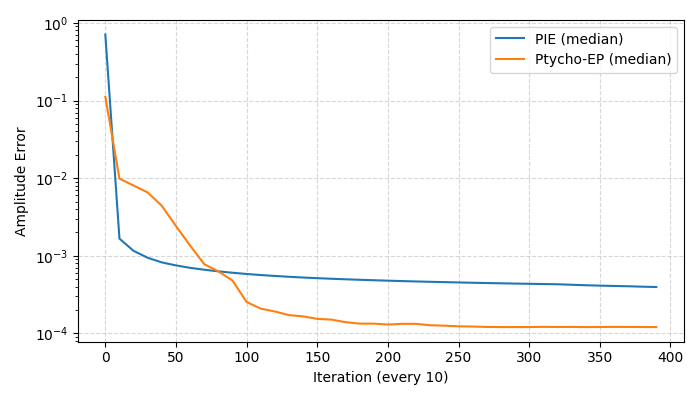 PIE (median)
Ptycho-EP (median)
Amplitude Error
10⁰
10⁻¹
10⁻²
10⁻³
10⁻⁴
0 50 100 150 200 250 300 350 400
Iteration (every 10)